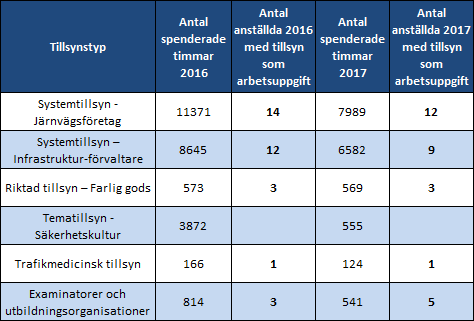 Tillsynstyp
Antal
spenderade
timmar
2016
Antal
anställda 2016
med tillsyn
som
arbetsuppgift
Antal
spenderade
timmar
2017
Antal
anställda 2017
med tillsyn
som
arbetsuppgift
Systemtillsyn -
Järnvägsföretag
11371
14
7989
12
Systemtillsyn –
Infrastruktur-förvaltare
8645
12
6582
9
Riktad tillsyn – Farlig gods
573
3
569
3
Tematillsyn -
Säkerhetskultur
3872
555
Trafikmedicinsk tillsyn
166
1
124
1
Examinatorer och
utbildningsorganisationer
814
3
541
5